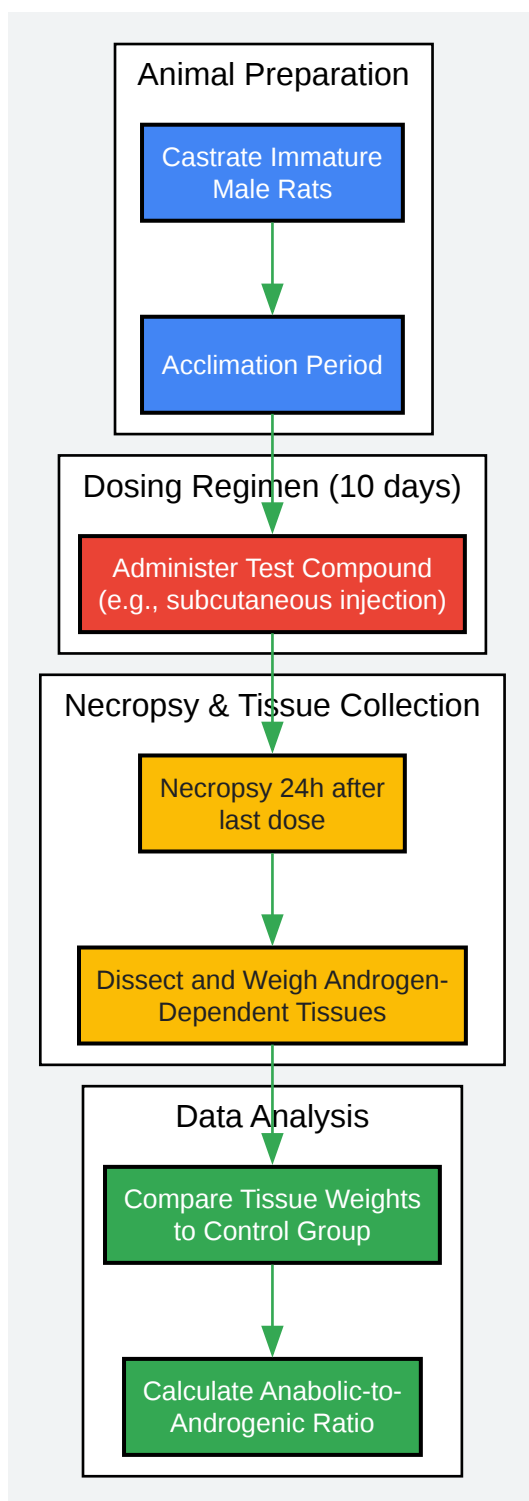 Animal Preparation
Castrate Immature
Male Rats
Acclimation Period
Dosing Regimen (10 days)
Administer Test Compound
(e.g., subcutaneous injection)
Necropsy & Tissue Collection
Necropsy 24h after
last dose
Dissect and Weigh Androgen-
Dependent Tissues
Data Analysis
Compare Tissue Weights
to Control Group
Calculate Anabolic-to-
Androgenic Ratio